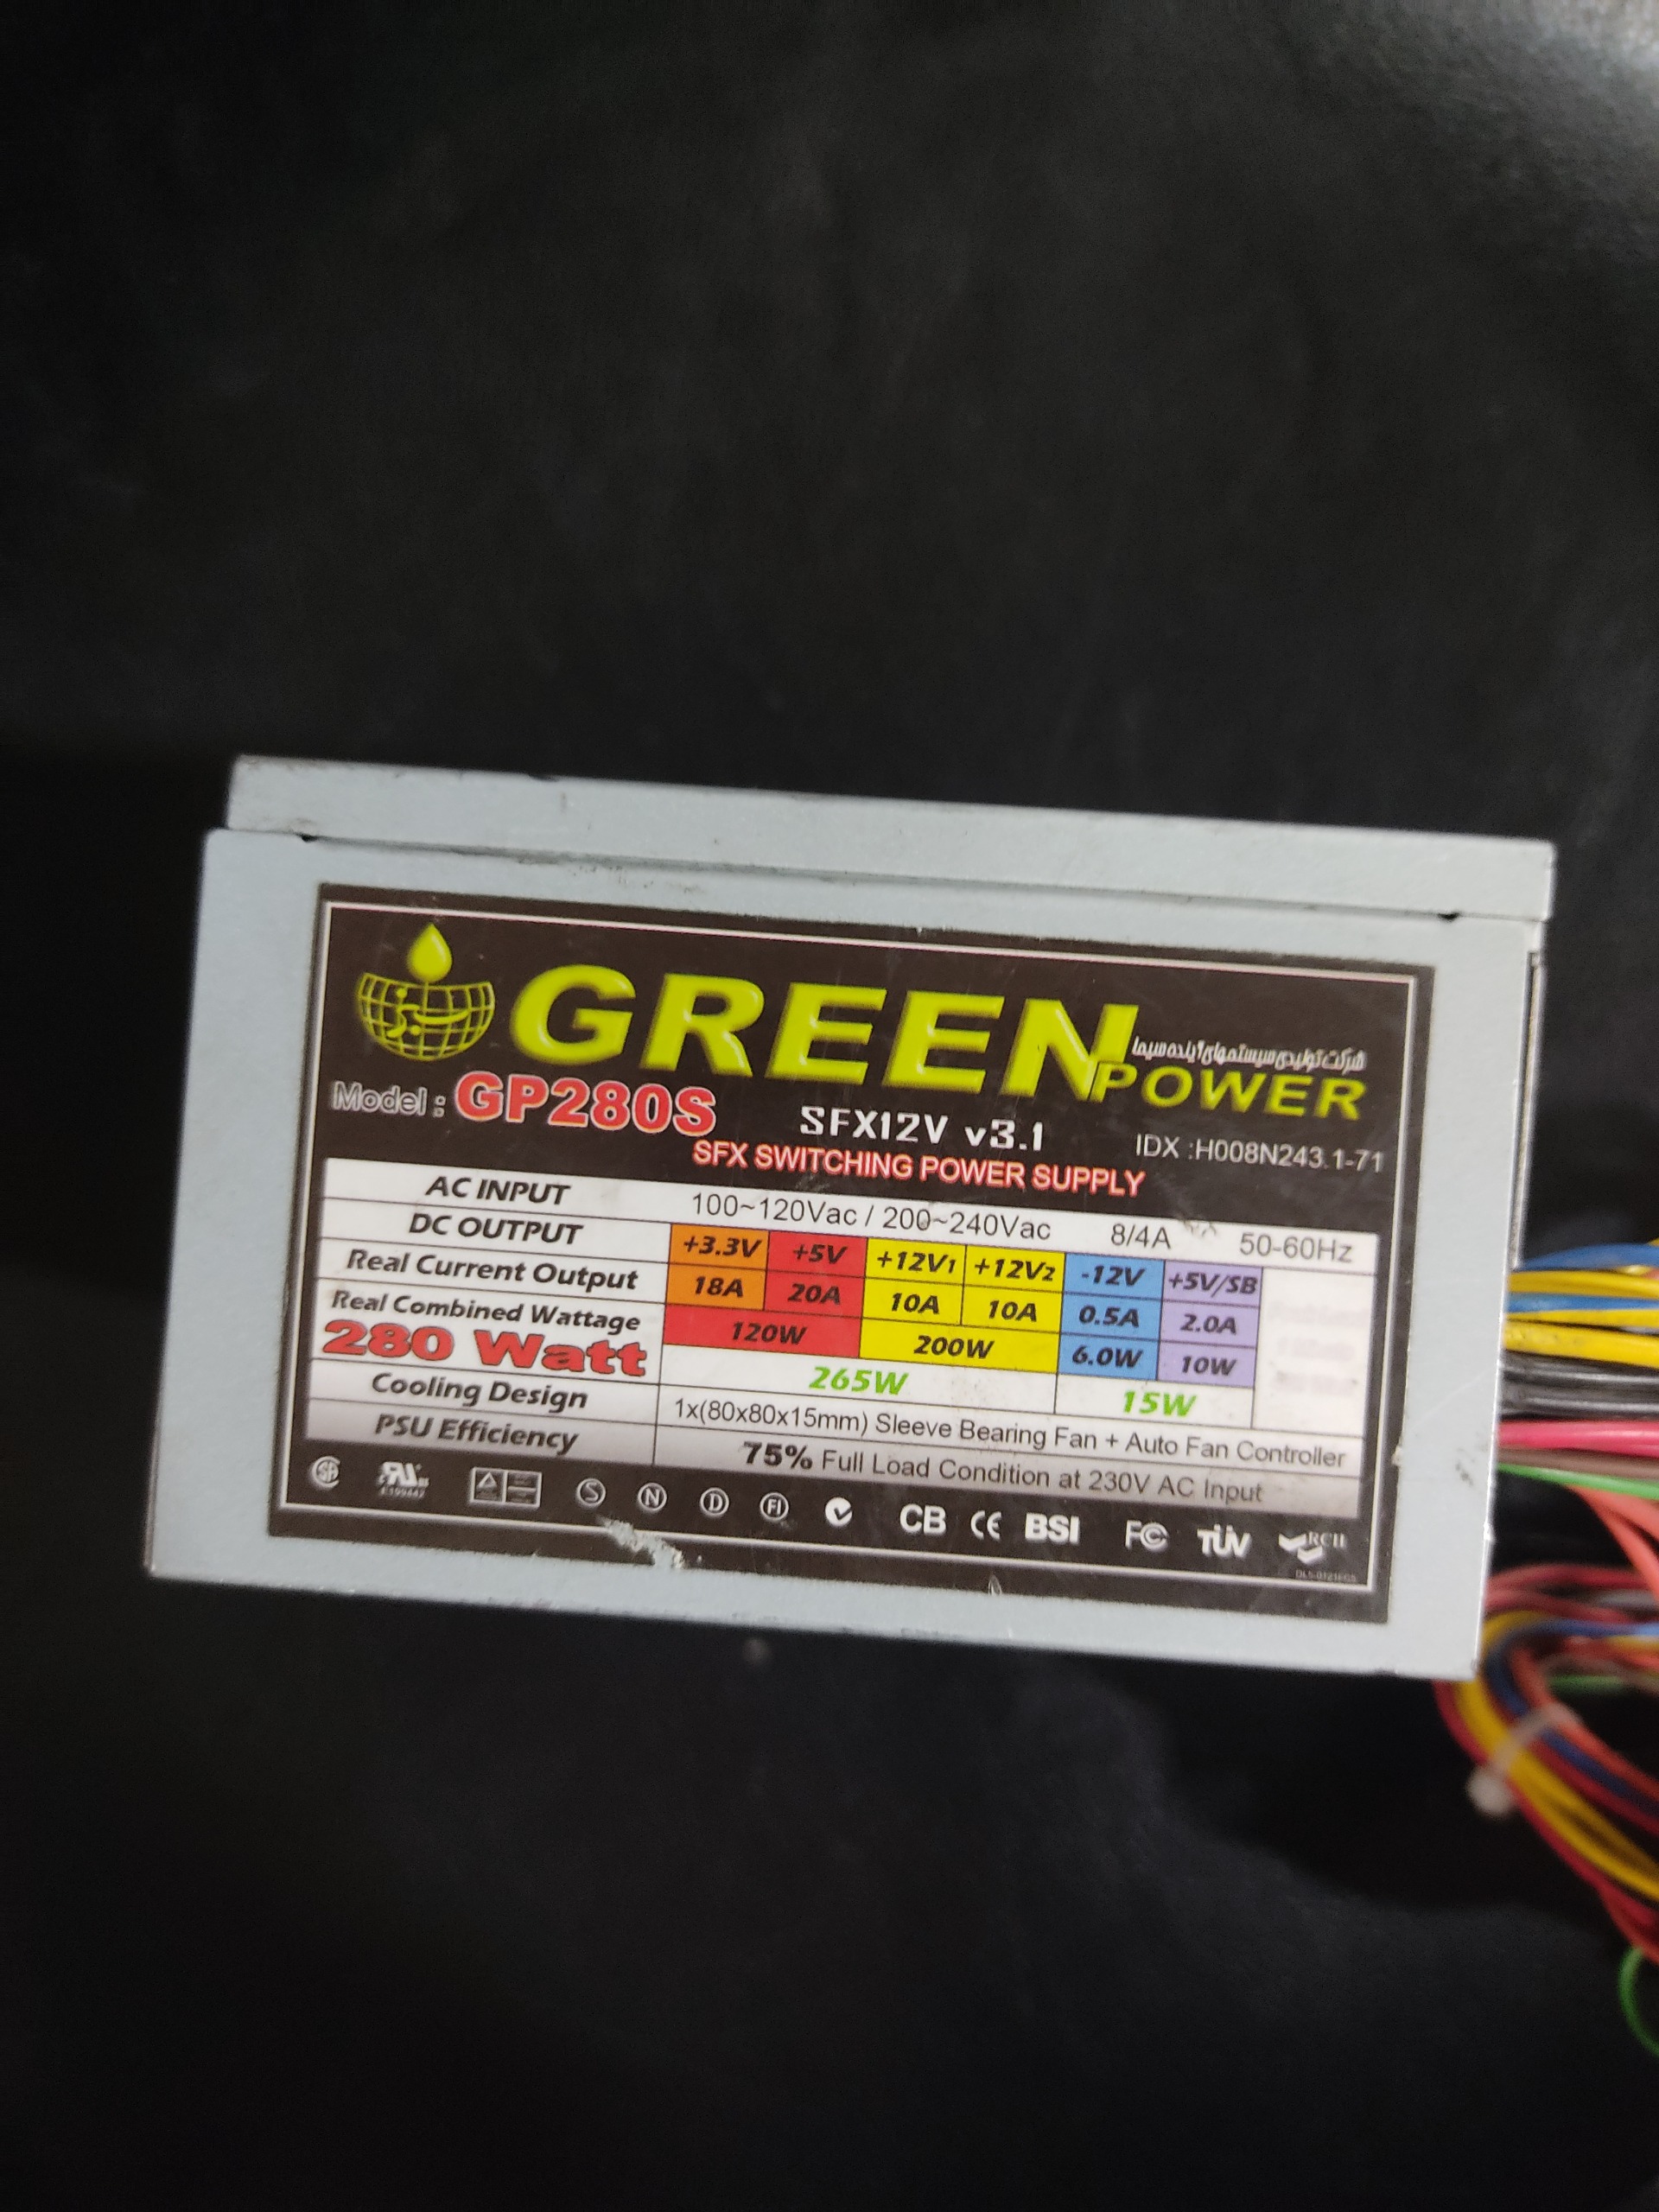 سبز
GREEN
شرکت تولیدی سیستمهای آینده سیما
POWER
Model : GP280S
SFX12V v3.1
IDX :H008N243.1-71
SFX SWITCHING POWER SUPPLY
AC INPUT 100~120Vac / 200~240Vac 8/4A 50-60Hz
DC OUTPUT +3.3V +5V +12V1 +12V2 -12V +5V/SB
Real Current Output 18A 20A 10A 10A 0.5A 2.0A
Real Combined Wattage 120W 200W 6.0W 10W
280 Watt 265W 15W
Cooling Design 1x(80x80x15mm) Sleeve Bearing Fan + Auto Fan Controller
PSU Efficiency 75% Full Load Condition at 230V AC Input
S N D FI CB CE BSI FC TÜV